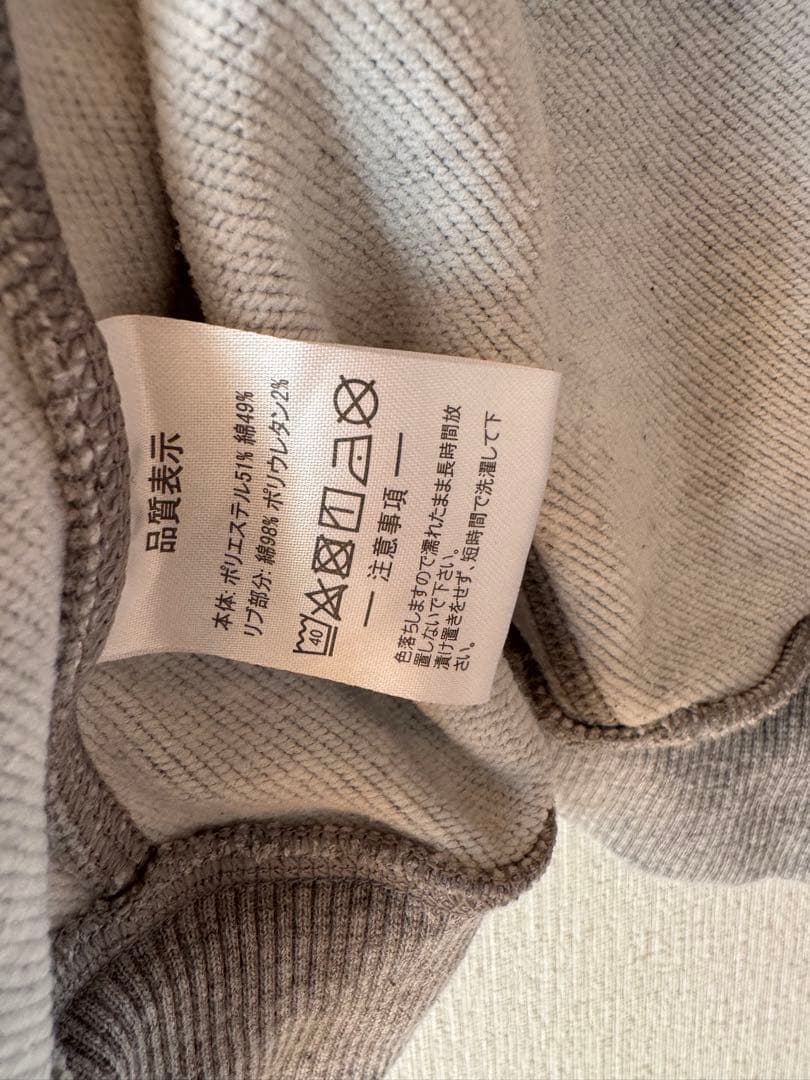 品質表示
本体: ポリエステル51% 綿49%
リブ部分: 綿98% ポリウレタン2%
40
注意事項
色落ちしますので濡れたまま長時間放
置しないで下さい。
漬け置きをせず、短時間で洗濯して下
さい。